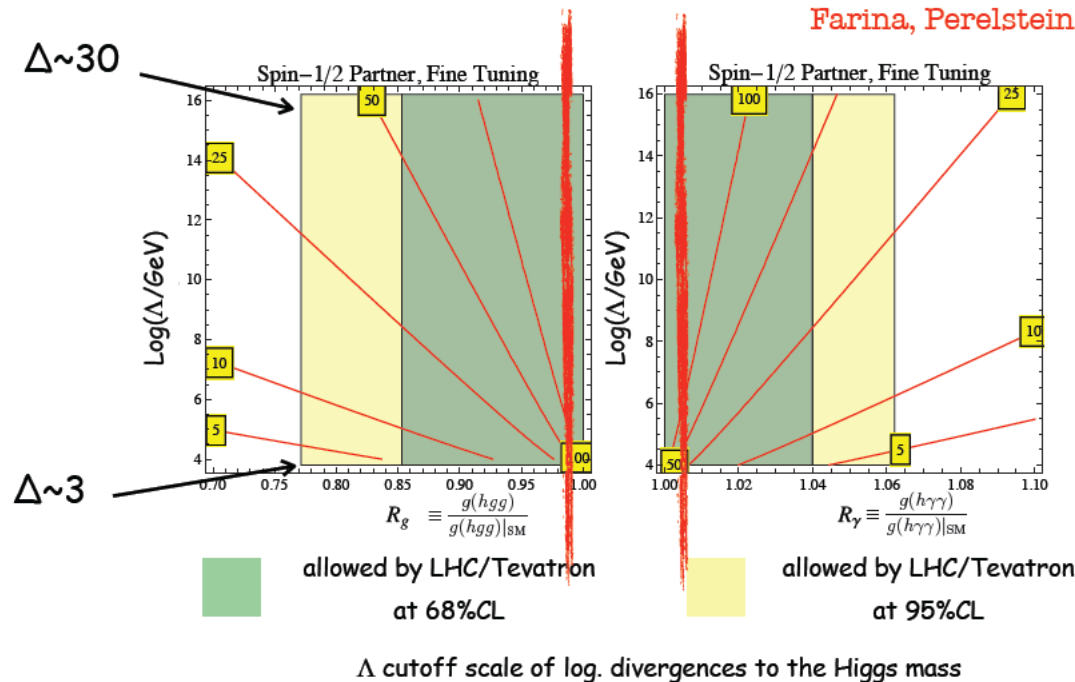 Farina, Perelstein
Δ~30
Spin-1/2 Partner, Fine Tuning
16
14
12
10
8
6
4
50
25
10
5
00
Log(Λ/GeV)
0.70 0.75 0.80 0.85 0.90 0.95 1.00
R_g ≡ g(hgg) / g(hgg)|SM
Δ~3
Spin-1/2 Partner, Fine Tuning
16
14
12
10
8
6
4
100
25
10
5
50
Log(Λ/GeV)
1.00 1.02 1.04 1.06 1.08 1.10
R_γ ≡ g(hγγ) / g(hγγ)|SM
allowed by LHC/Tevatron
at 68%CL
allowed by LHC/Tevatron
at 95%CL
Λ cutoff scale of log. divergences to the Higgs mass